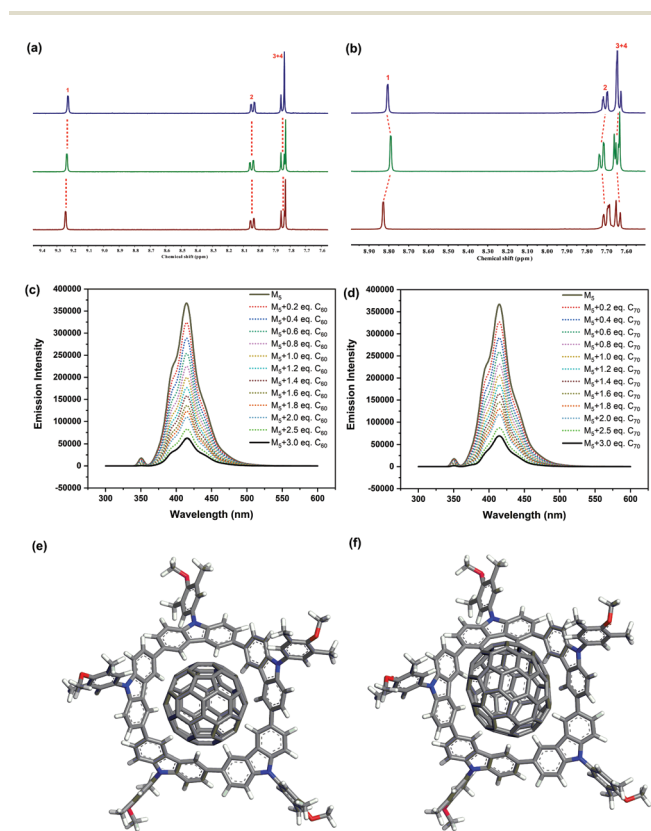 (a)
1
2
3+4
9.4 9.3 9.2 9.1 9.0 8.9 8.8 8.7 8.6 8.5 8.4 8.3 8.2 8.1 8.0 7.9 7.8 7.7 7.6
Chemical shift (ppm)
(b)
1
2
3+4
8.90 8.80 8.70 8.60 8.50 8.40 8.30 8.20 8.10 8.00 7.90 7.80 7.70 7.60
Chemical shift (ppm)
(c)
400000
350000
300000
250000
200000
150000
100000
50000
0
-50000
Emission Intensity
M5
M5+0.2 eq. C60
M5+0.4 eq. C60
M5+0.6 eq. C60
M5+0.8 eq. C60
M5+1.0 eq. C60
M5+1.2 eq. C60
M5+1.4 eq. C60
M5+1.6 eq. C60
M5+1.8 eq. C60
M5+2.0 eq. C60
M5+2.5 eq. C60
M5+3.0 eq. C60
300 350 400 450 500 550 600
Wavelength (nm)
(d)
400000
350000
300000
250000
200000
150000
100000
50000
0
-50000
Emission Intensity
M5
M5+0.2 eq. C70
M5+0.4 eq. C70
M5+0.6 eq. C70
M5+0.8 eq. C70
M5+1.0 eq. C70
M5+1.2 eq. C70
M5+1.4 eq. C70
M5+1.6 eq. C70
M5+1.8 eq. C70
M5+2.0 eq. C70
M5+2.5 eq. C70
M5+3.0 eq. C70
300 350 400 450 500 550 600
Wavelength (nm)
(e)
(f)